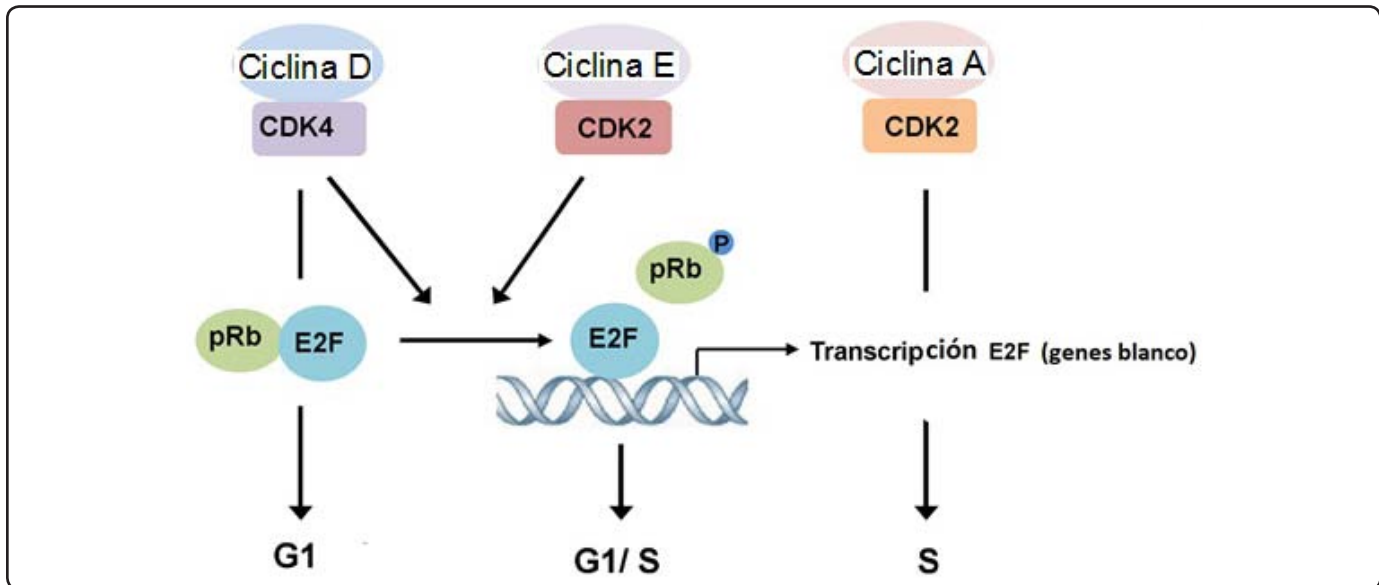 Ciclina D
CDK4
Ciclina E
CDK2
Ciclina A
CDK2
P
pRb
pRb
E2F
E2F
Transcripción E2F (genes blanco)
G1
G1/ S
S